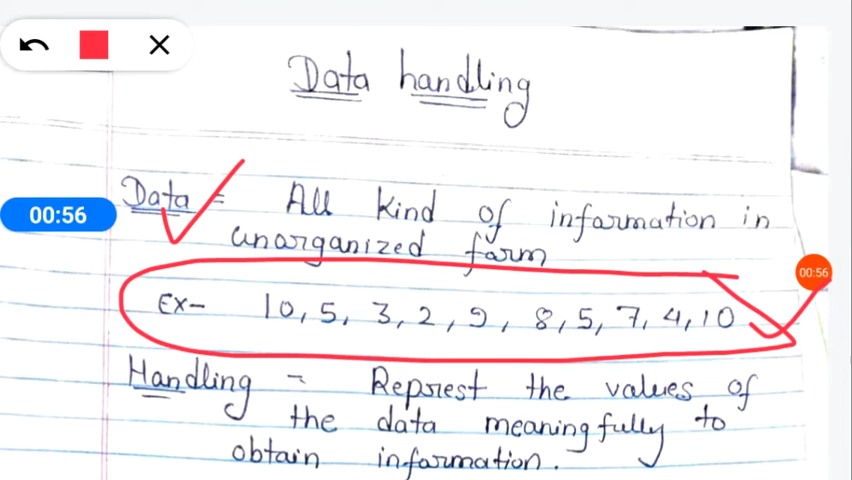 Data handling
Data = All kind of information in
unorganized form
00:56
00:56
Ex- 10, 5, 3, 2, 9, 8, 5, 7, 4, 10
Handling - Represt the values of
the data meaningfully to
obtain information.